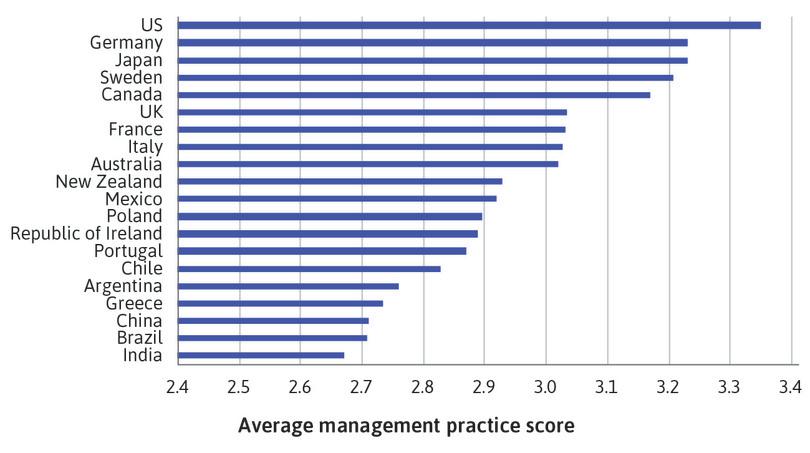 US
Germany
Japan
Sweden
Canada
UK
France
Italy
Australia
New Zealand
Mexico
Poland
Republic of Ireland
Portugal
Chile
Argentina
Greece
China
Brazil
India
2.4 2.5 2.6 2.7 2.8 2.9 3.0 3.1 3.2 3.3 3.4
Average management practice score